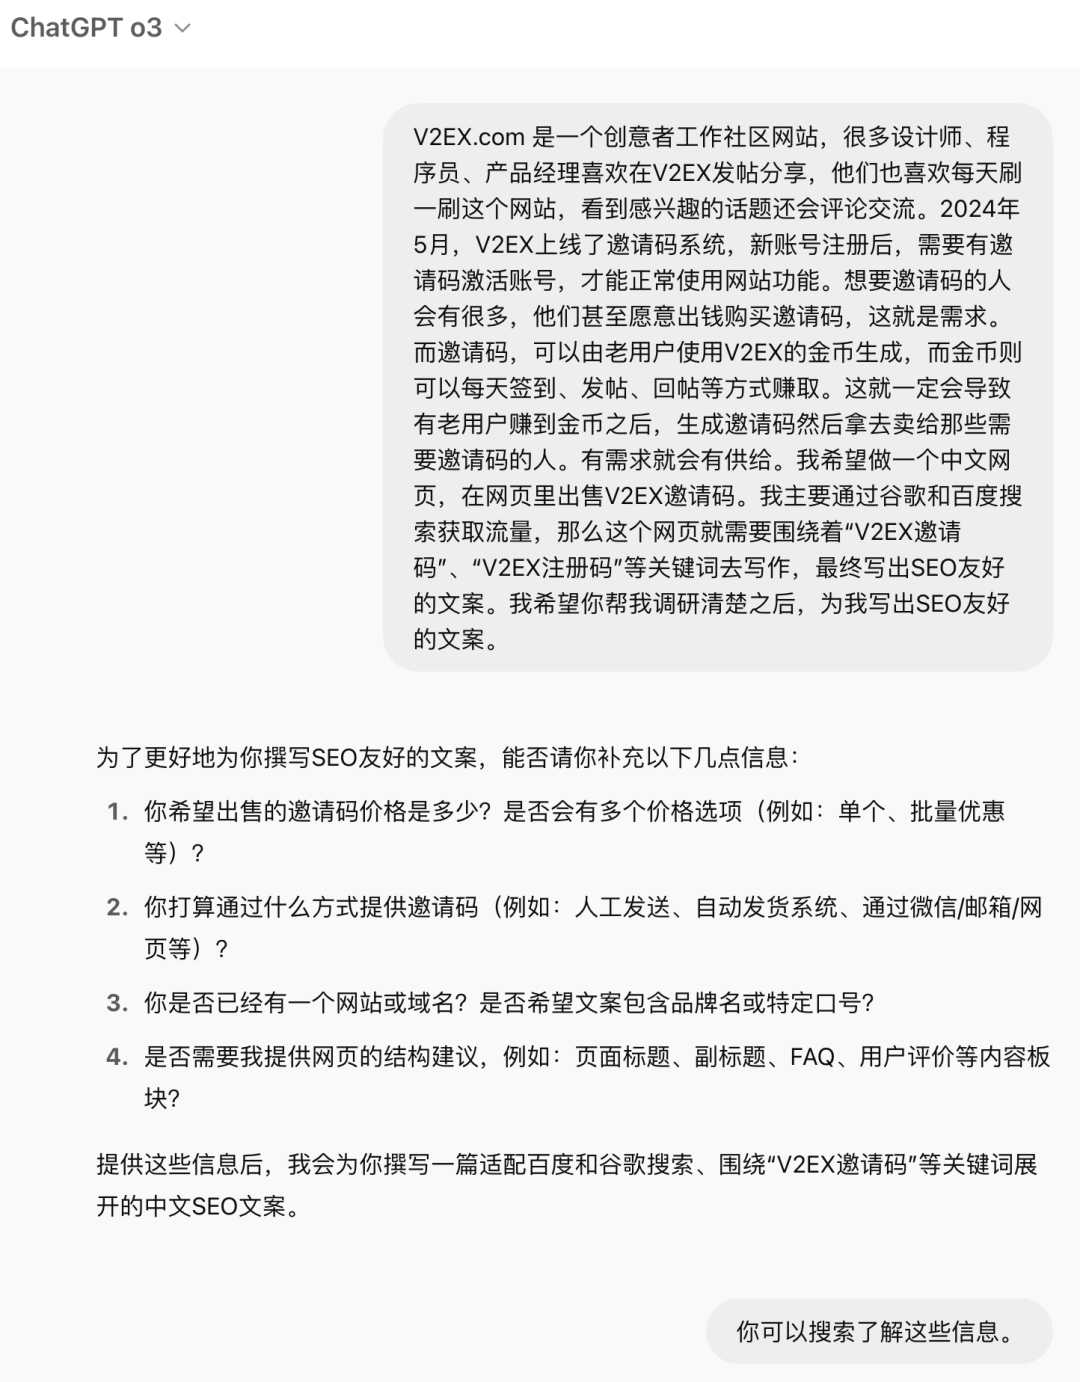 ChatGPT o3
V2EX.com 是一个创意者工作社区网站，很多设计师、程
序员、产品经理喜欢在V2EX发帖分享，他们也喜欢每天刷
一刷这个网站，看到感兴趣的话题还会评论交流。2024年
5月，V2EX上线了邀请码系统，新账号注册后，需要有邀
请码激活账号，才能正常使用网站功能。想要邀请码的人
会有很多，他们甚至愿意出钱购买邀请码，这就是需求。
而邀请码，可以由老用户使用V2EX的金币生成，而金币则
可以每天签到、发帖、回帖等方式赚取。这就一定会导致
有老用户赚到金币之后，生成邀请码然后拿去卖给那些需
要邀请码的人。有需求就会有供给。我希望做一个中文网
页，在网页里出售V2EX邀请码。我主要通过谷歌和百度搜
索获取流量，那么这个网页就需要围绕着“V2EX邀请
码”、“V2EX注册码”等关键词去写作，最终写出SEO友好
的文案。我希望你帮我调研清楚之后，为我写出SEO友好
的文案。
为了更好地为你撰写SEO友好的文案，能否请你补充以下几点信息：
1. 你希望出售的邀请码价格是多少？是否会有多个价格选项（例如：单个、批量优惠
等）？
2. 你打算通过什么方式提供邀请码（例如：人工发送、自动发货系统、通过微信/邮箱/网
页等）？
3. 你是否已经有一个网站或域名？是否希望文案包含品牌名或特定口号？
4. 是否需要我提供网页的结构建议，例如：页面标题、副标题、FAQ、用户评价等内容板
块？
提供这些信息后，我会为你撰写一篇适配百度和谷歌搜索、围绕“V2EX邀请码”等关键词展
开的中文SEO文案。
你可以搜索了解这些信息。